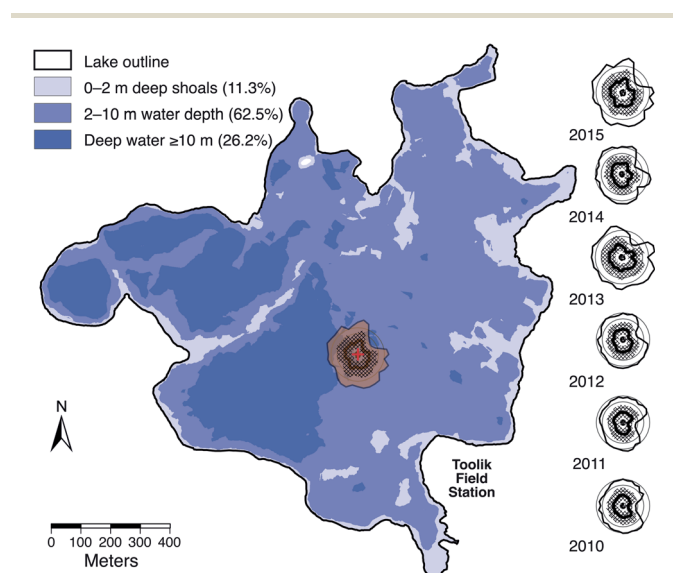 Lake outline
0–2 m deep shoals (11.3%)
2–10 m water depth (62.5%)
Deep water ≥10 m (26.2%)
2015
2014
2013
2012
2011
2010
N
Toolik
Field
Station
0 100 200 300 400
Meters